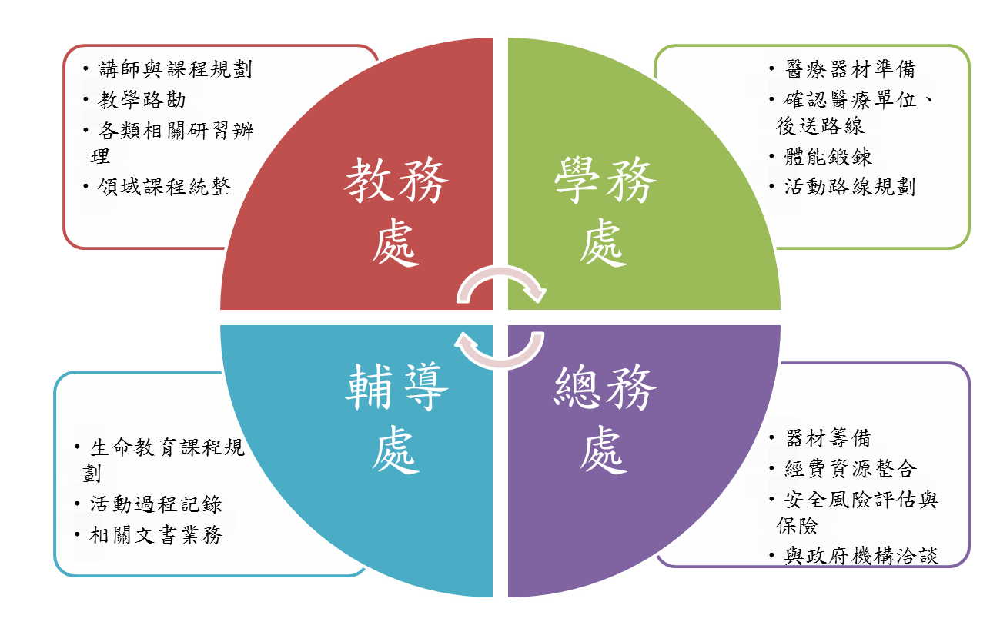 • 講師與課程規劃
• 教學路勘
• 各類相關研習辦
理
• 領域課程統整
教務
處
學務
處
• 醫療器材準備
• 確認醫療單位、
後送路線
• 體能鍛鍊
• 活動路線規劃
• 生命教育課程規
劃
• 活動過程記錄
• 相關文書業務
輔導
處
總務
處
• 器材籌備
• 經費資源整合
• 安全風險評估與
保險
• 與政府機構洽談